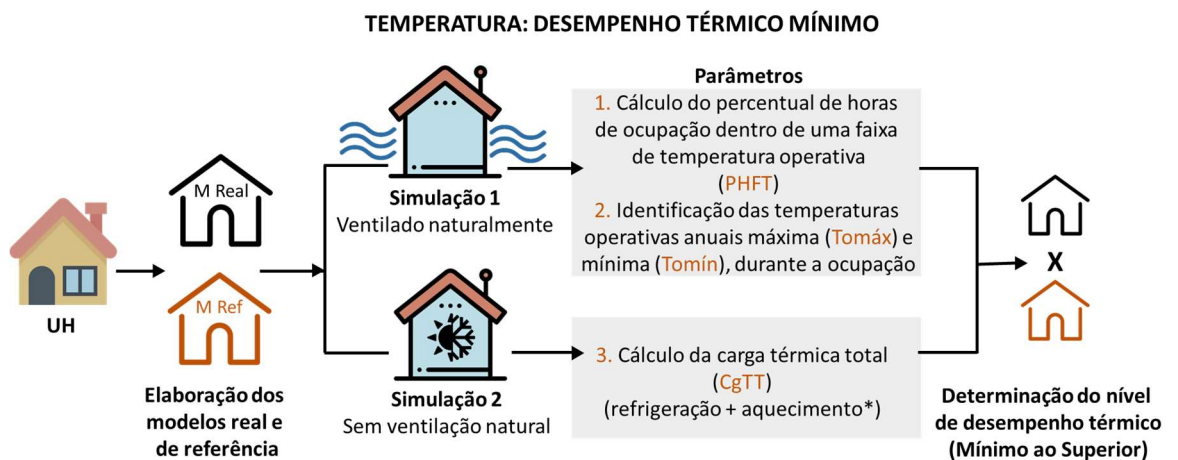 TEMPERATURA: DESEMPENHO TÉRMICO MÍNIMO
UH
M Real
M Ref
Elaboração dos
modelos real e
de referência
Simulação 1
Ventilado naturalmente
Simulação 2
Sem ventilação natural
Parâmetros
1. Cálculo do percentual de horas
de ocupação dentro de uma faixa
de temperatura operativa
(PHFT)
2. Identificação das temperaturas
operativas anuais máxima (Tomáx) e
mínima (Tomín), durante a ocupação
3. Cálculo da carga térmica total
(CgTT)
(refrigeração + aquecimento*)
X
Determinação do nível
de desempenho térmico
(Mínimo ao Superior)